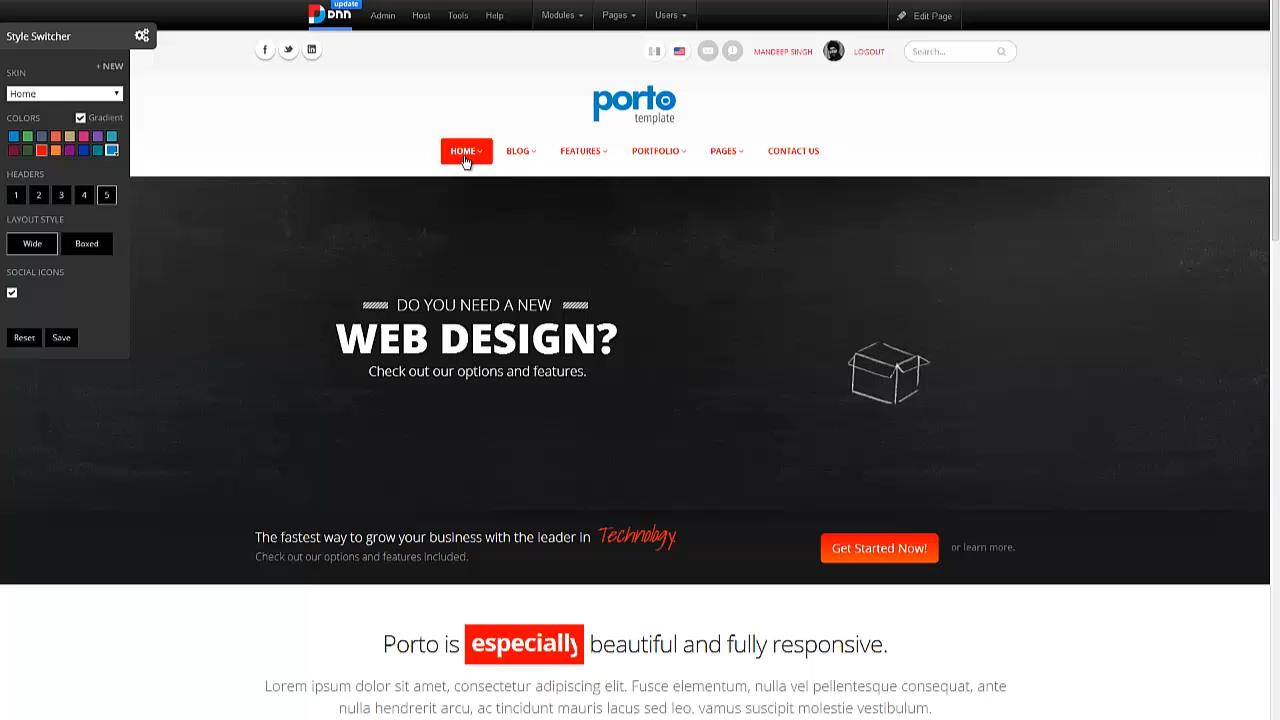 update
DNN Admin Host Tools Help Modules Pages Users Edit Page
Style Switcher
MANDEEP SINGH LOGOUT Search...
+ NEW
SKIN
Home
COLORS Gradient
HEADERS
1 2 3 4 5
LAYOUT STYLE
Wide Boxed
SOCIAL ICONS
Reset Save
porto
template
HOME BLOG FEATURES PORTFOLIO PAGES CONTACT US
DO YOU NEED A NEW
WEB DESIGN?
Check out our options and features.
The fastest way to grow your business with the leader in Technology
Check out our options and features included.
Get Started Now! or learn more.
Porto is especially beautiful and fully responsive.
Lorem ipsum dolor sit amet, consectetur adipiscing elit. Fusce elementum, nulla vel pellentesque consequat, ante
nulla hendrerit arcu, ac tincidunt mauris lacus sed leo. vamus suscipit molestie vestibulum.